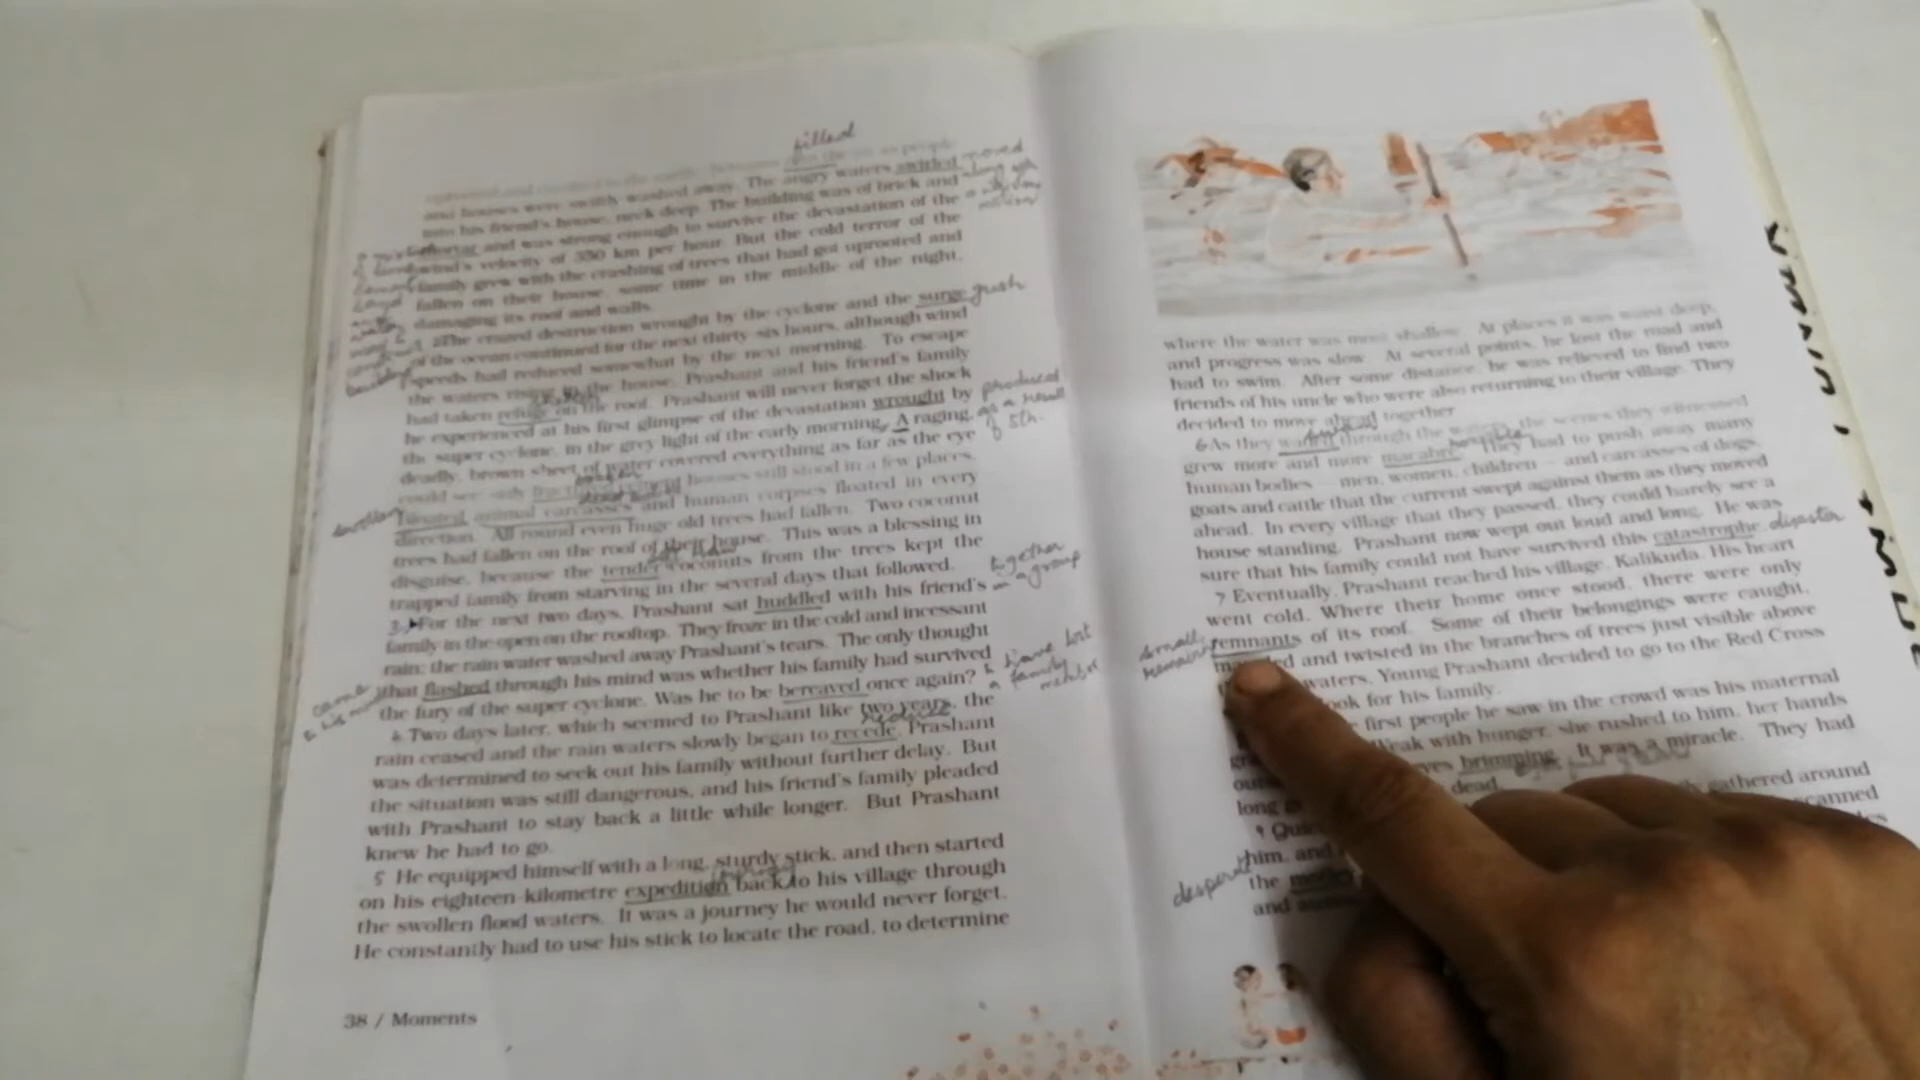 filled
and houses were swiftly washed away. The angry waters swirled
into his friend's house, neck deep. The building was of brick and
mortar and was strong enough to survive the devastation of the
wind's velocity of 350 km per hour. But the cold terror of the
family grew with the crashing of trees that had got uprooted and
fallen on their house, some time in the middle of the night,
damaging its roof and walls.
The crazed destruction wrought by the cyclone and the surge gush
of the ocean continued for the next thirty six hours, although wind
speeds had reduced somewhat by the next morning. To escape
the waters rising in the house, Prashant and his friend's family
had taken refuge on the roof. Prashant will never forget the shock
he experienced at his first glimpse of the devastation wrought by
the super cyclone, in the grey light of the early morning. A raging,
deadly, brown sheet of water covered everything as far as the eye
could see; only fractured cement houses still stood in a few places.
Bloated animal carcasses and human corpses floated in every
direction. All round even huge old trees had fallen. Two coconut
trees had fallen on the roof of their house. This was a blessing in
disguise, because the tender coconuts from the trees kept the
trapped family from starving in the several days that followed.
3 For the next two days, Prashant sat huddled with his friend's
family in the open on the rooftop. They froze in the cold and incessant
rain; the rain water washed away Prashant's tears. The only thought
that flashed through his mind was whether his family had survived
the fury of the super cyclone. Was he to be bereaved once again?
4 Two days later, which seemed to Prashant like two years, the
rain ceased and the rain waters slowly began to recede. Prashant
was determined to seek out his family without further delay. But
the situation was still dangerous, and his friend's family pleaded
with Prashant to stay back a little while longer. But Prashant
knew he had to go.
5 He equipped himself with a long, sturdy stick, and then started
on his eighteen-kilometre expedition back to his village through
the swollen flood waters. It was a journey he would never forget.
He constantly had to use his stick to locate the road, to determine
38 / Moments
produced
as a result
of sth.
together
in a group
have lost
a family
member
where the water was most shallow. At places it was waist deep,
and progress was slow. At several points, he lost the road and
had to swim. After some distance, he was relieved to find two
friends of his uncle who were also returning to their village. They
decided to move ahead together.
6 As they waded through the waters, the scenes they witnessed
grew more and more macabre. They had to push away many
human bodies — men, women, children — and carcasses of dogs,
goats and cattle that the current swept against them as they moved
ahead. In every village that they passed, they could barely see a
house standing. Prashant now wept out loud and long. He was
sure that his family could not have survived this catastrophe. disaster
7 Eventually, Prashant reached his village, Kalikuda. His heart
went cold. Where their home once stood, there were only
remnants of its roof. Some of their belongings were caught,
and twisted in the branches of trees just visible above
waters. Young Prashant decided to go to the Red Cross
look for his family.
first people he saw in the crowd was his maternal
Weak with hunger, she rushed to him, her hands
eyes brimming. It was a miracle. They had
dead.
gathered around
scanned
him, and
the
and
small
remains